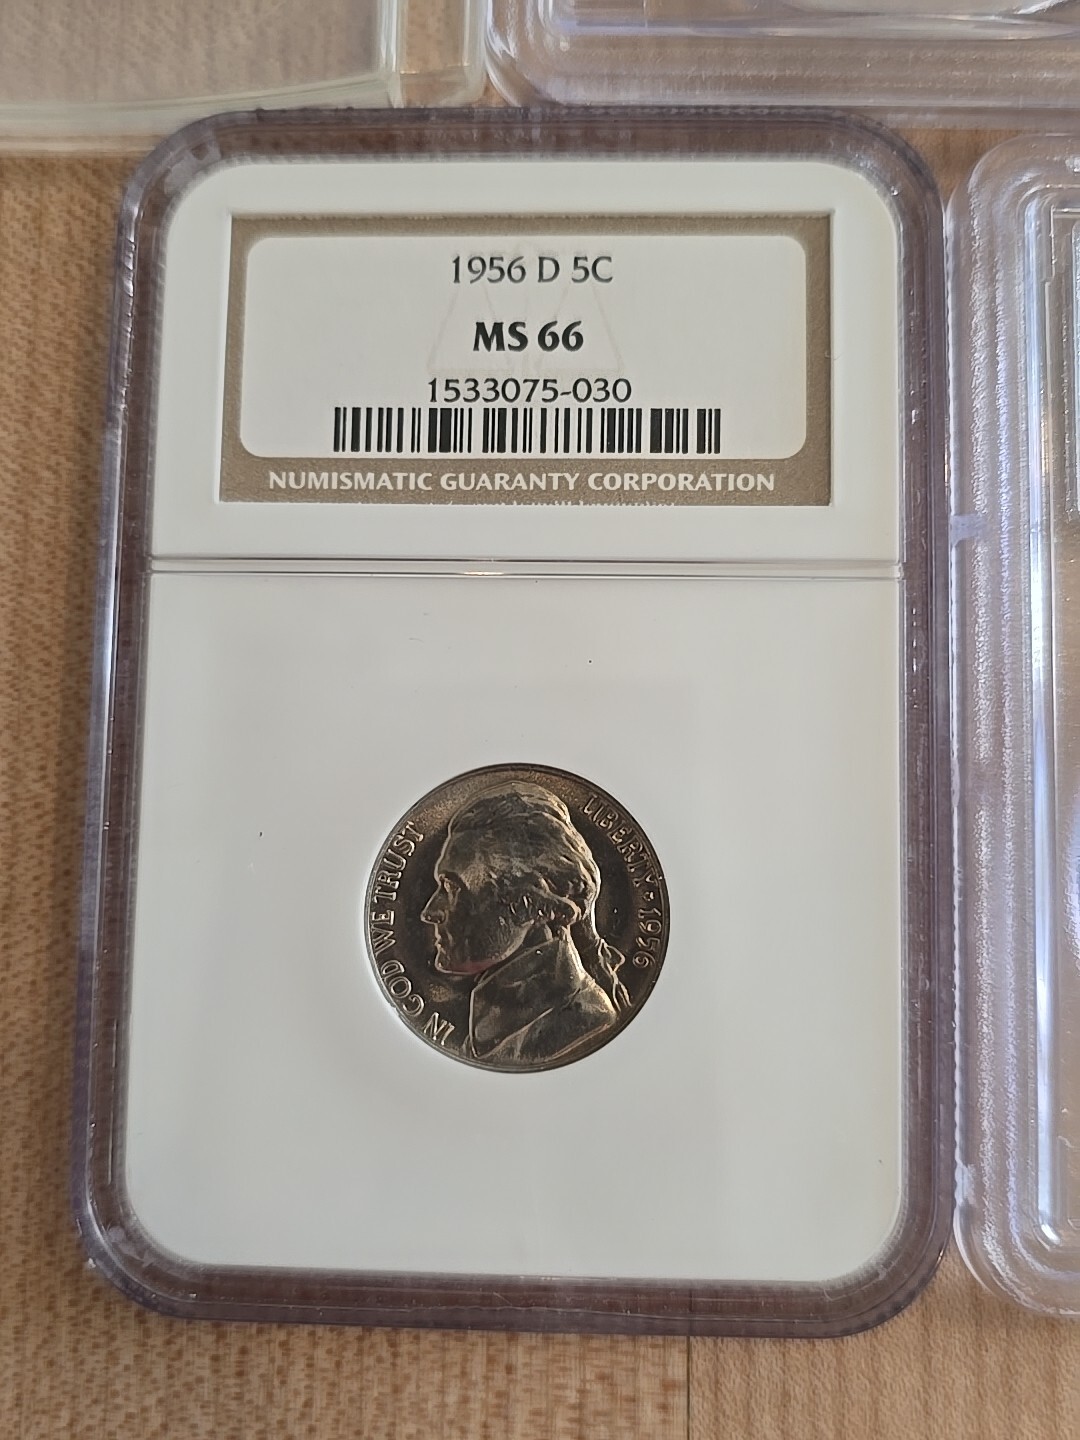 1956 D 5C
MS 66
1533075-030
NUMISMATIC GUARANTY CORPORATION
IN GOD WE TRUST
LIBERTY ★ 1956